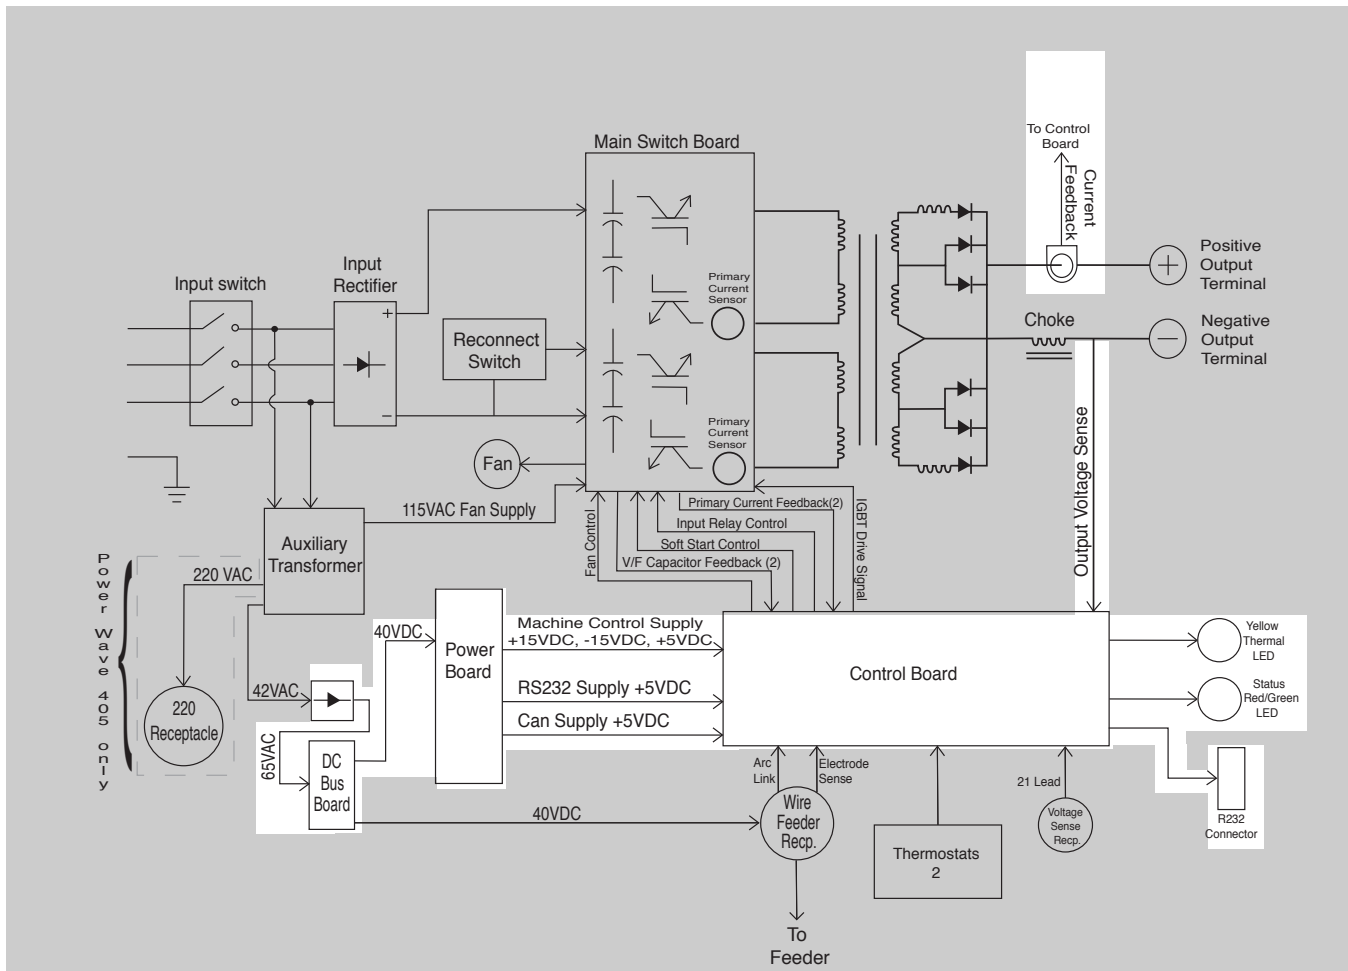 To Control
Board
Current
Feedback
Main Switch Board
Positive
Output
Terminal
Input
Rectifier
Input switch
Primary
Current
Sensor
+
+
Choke
Negative
Output
Terminal
−
Reconnect
Switch
−
Primary
Current
Sensor
Fan
Output Voltage Sense
115VAC Fan Supply
Fan Control
Primary Current Feedback(2)
Input Relay Control
Soft Start Control
V/F Capacitor Feedback (2)
IGBT Drive Signal
Auxiliary
Transformer
Power Wave 405 only
220 VAC
220
Receptacle
42VAC
65VAC
DC
Bus
Board
40VDC
Power
Board
Machine Control Supply
+15VDC, -15VDC, +5VDC
RS232 Supply +5VDC
Can Supply +5VDC
Control Board
Yellow
Thermal
LED
Status
Red/Green
LED
R232
Connector
40VDC
Arc
Link
Electrode
Sense
Wire
Feeder
Recp.
To
Feeder
Thermostats
2
21 Lead
Voltage
Sense
Recp.